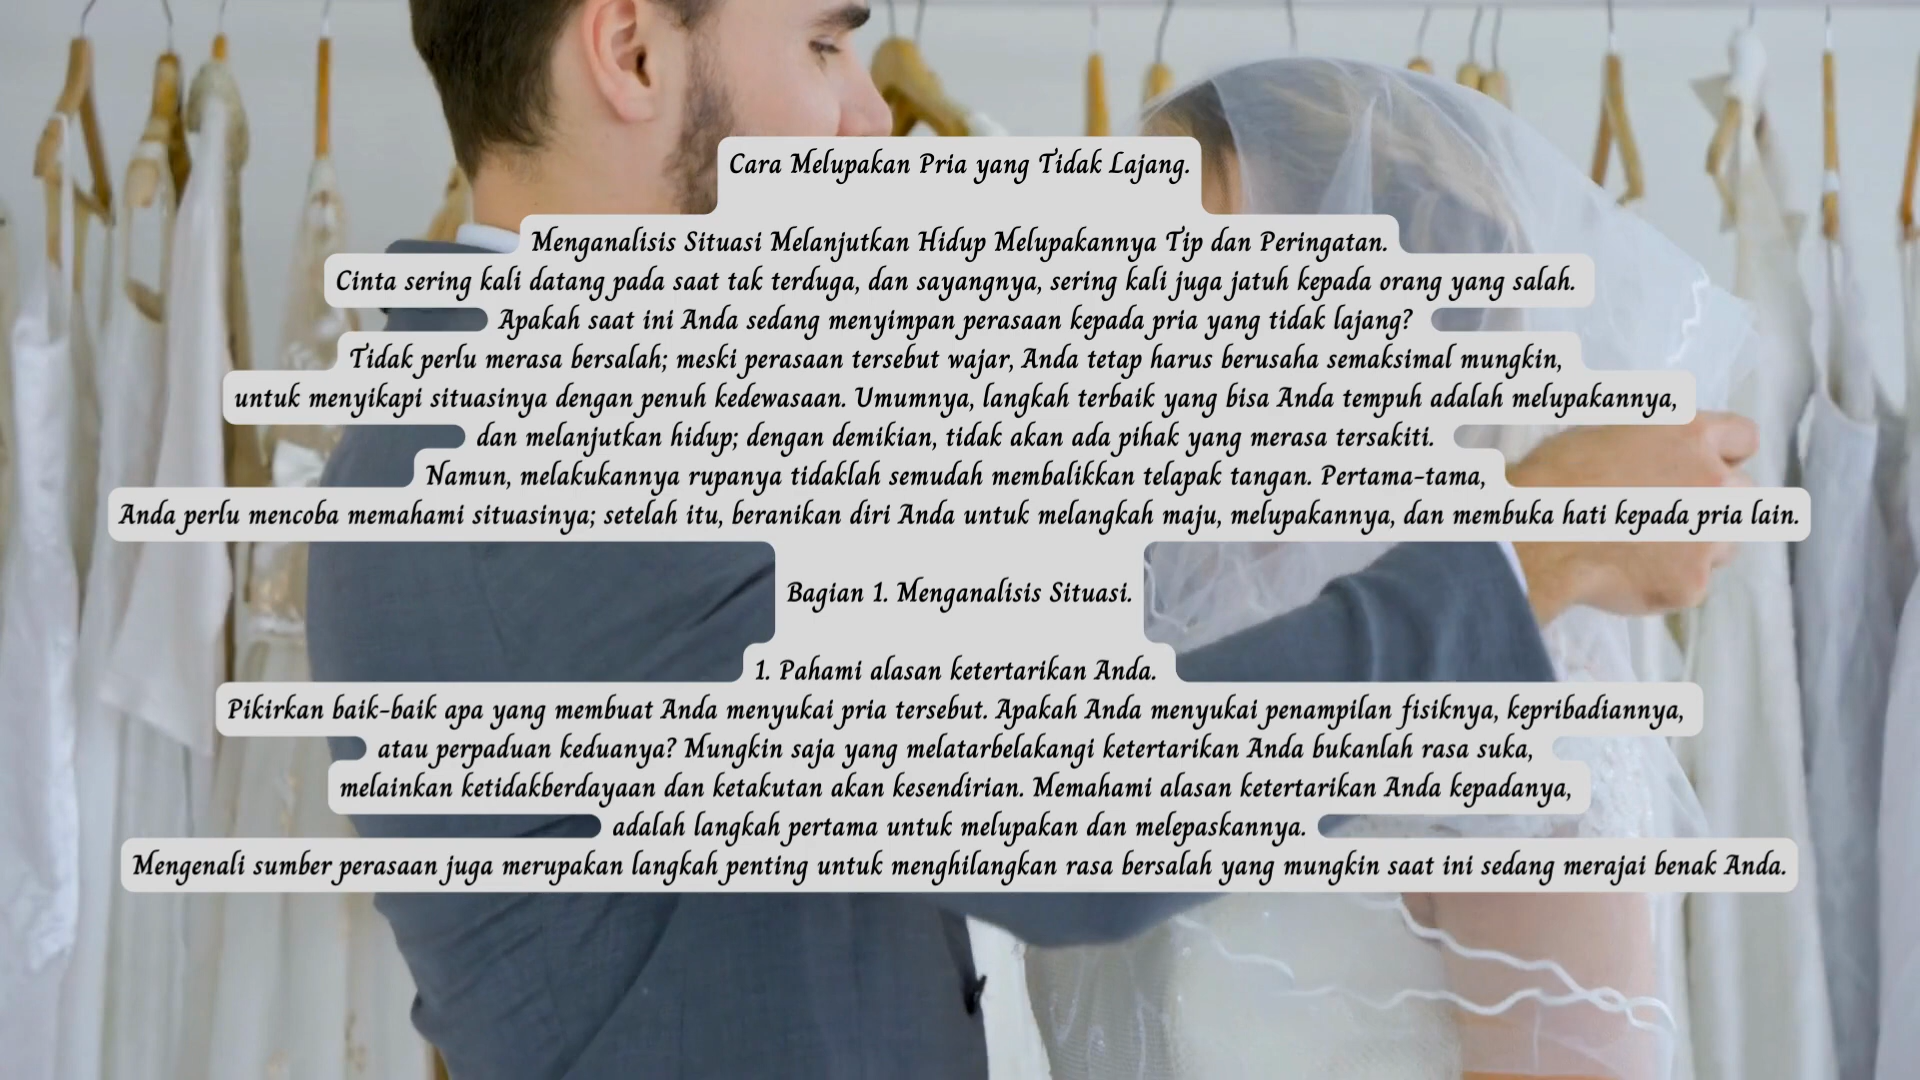 Cara Melupakan Pria yang Tidak Lajang.
Menganalisis Situasi Melanjutkan Hidup Melupakannya Tip dan Peringatan.
Cinta sering kali datang pada saat tak terduga, dan sayangnya, sering kali juga jatuh kepada orang yang salah.
Apakah saat ini Anda sedang menyimpan perasaan kepada pria yang tidak lajang?
Tidak perlu merasa bersalah; meski perasaan tersebut wajar, Anda tetap harus berusaha semaksimal mungkin,
untuk menyikapi situasinya dengan penuh kedewasaan. Umumnya, langkah terbaik yang bisa Anda tempuh adalah melupakannya,
dan melanjutkan hidup; dengan demikian, tidak akan ada pihak yang merasa tersakiti.
Namun, melakukannya rupanya tidaklah semudah membalikkan telapak tangan. Pertama-tama,
Anda perlu mencoba memahami situasinya; setelah itu, beranikan diri Anda untuk melangkah maju, melupakannya, dan membuka hati kepada pria lain.
Bagian 1. Menganalisis Situasi.
1. Pahami alasan ketertarikan Anda.
Pikirkan baik-baik apa yang membuat Anda menyukai pria tersebut. Apakah Anda menyukai penampilan fisiknya, kepribadiannya,
atau perpaduan keduanya? Mungkin saja yang melatarbelakangi ketertarikan Anda bukanlah rasa suka,
melainkan ketidakberdayaan dan ketakutan akan kesendirian. Memahami alasan ketertarikan Anda kepadanya,
adalah langkah pertama untuk melupakan dan melepaskannya.
Mengenali sumber perasaan juga merupakan langkah penting untuk menghilangkan rasa bersalah yang mungkin saat ini sedang merajai benak Anda.